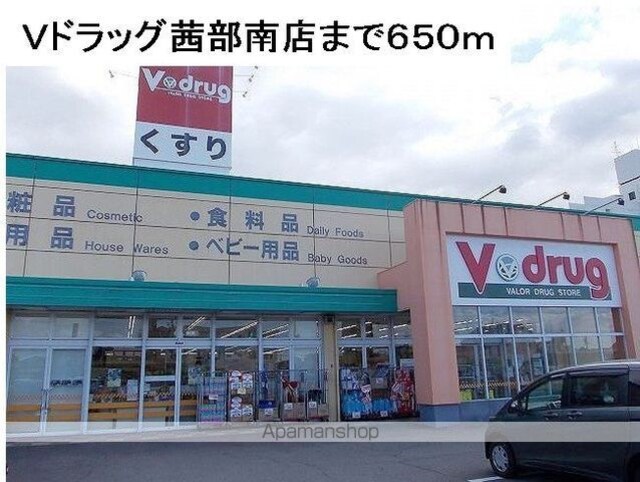 Vドラッグ茜部南店まで650m
V drug
VALOR DRUG STORE
くすり
粧品 Cosmetic
●食料品 Daily Foods
用品 House Wares
●ベビー用品 Baby Goods
V drug
VALOR DRUG STORE
Apamanshop